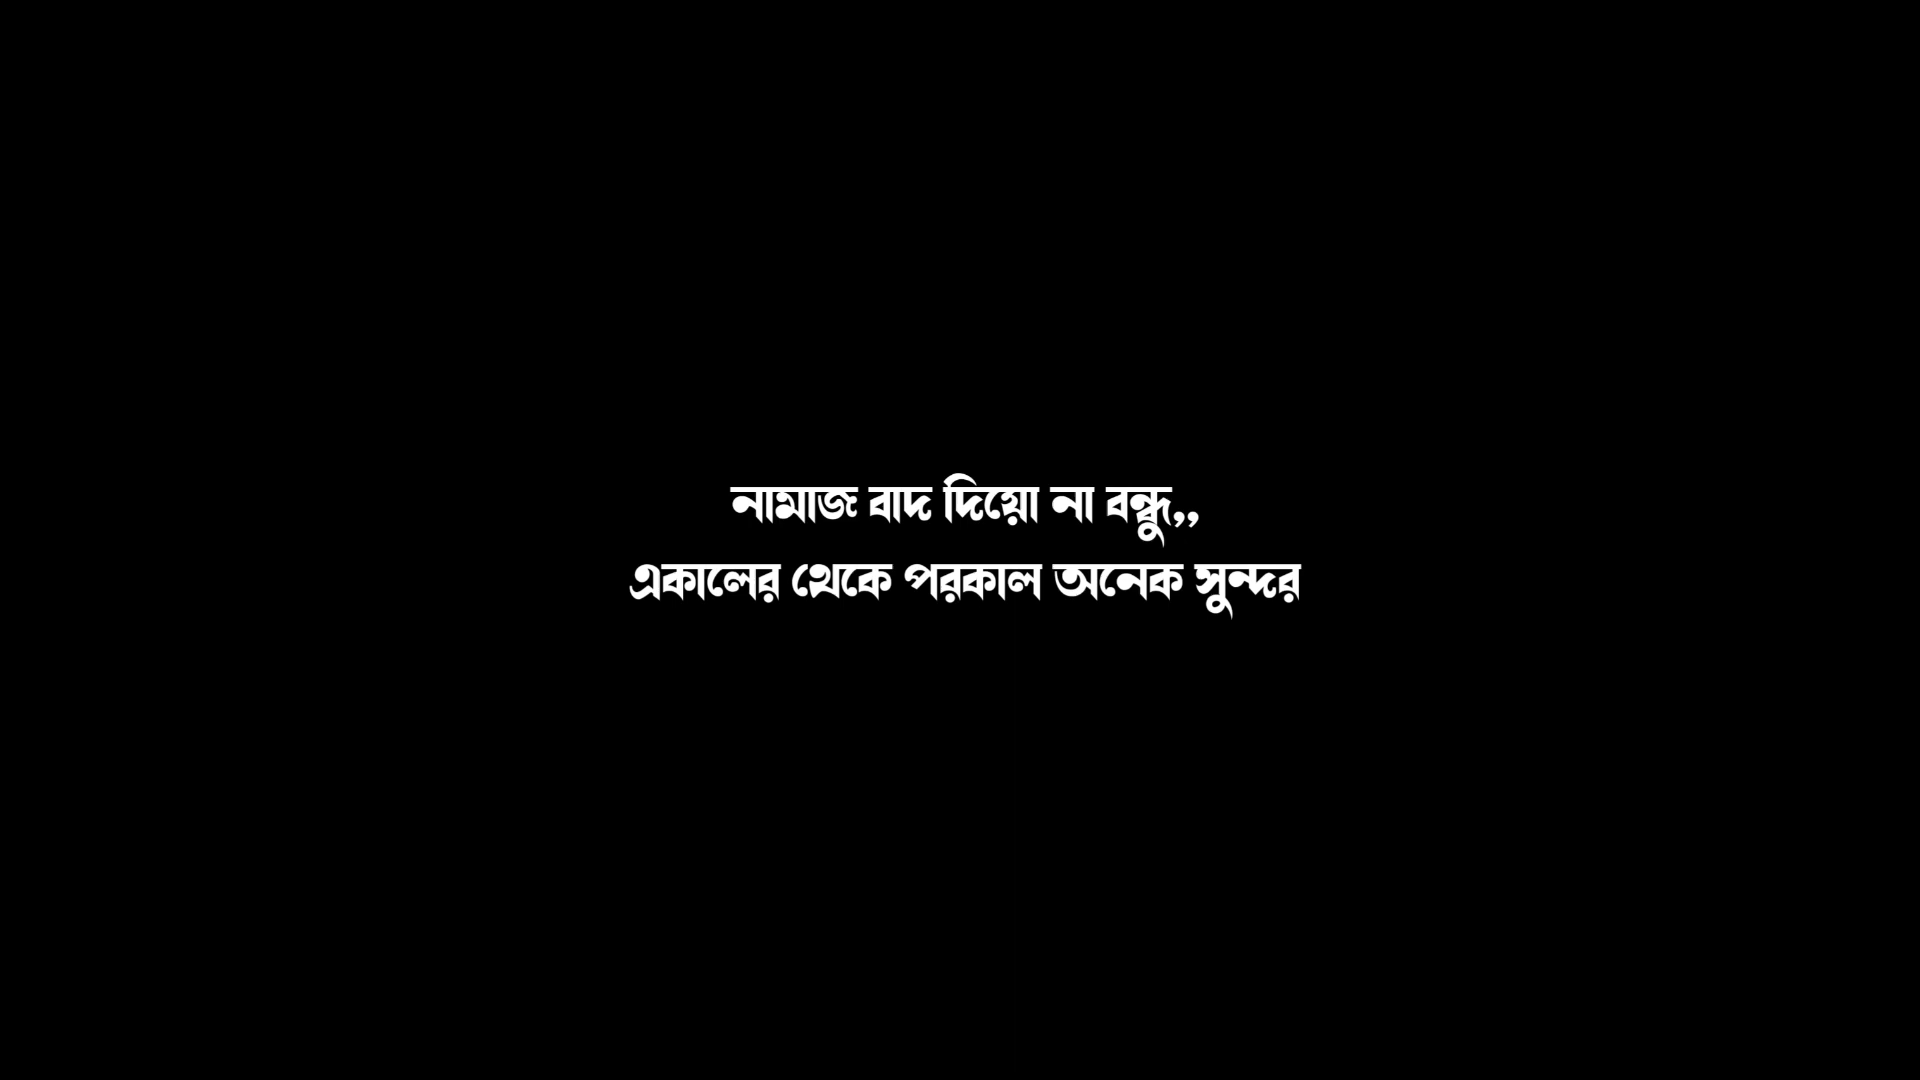 নামাজ বাদ দিয়ো না বন্ধু,,
একালের থেকে পরকাল অনেক সুন্দর